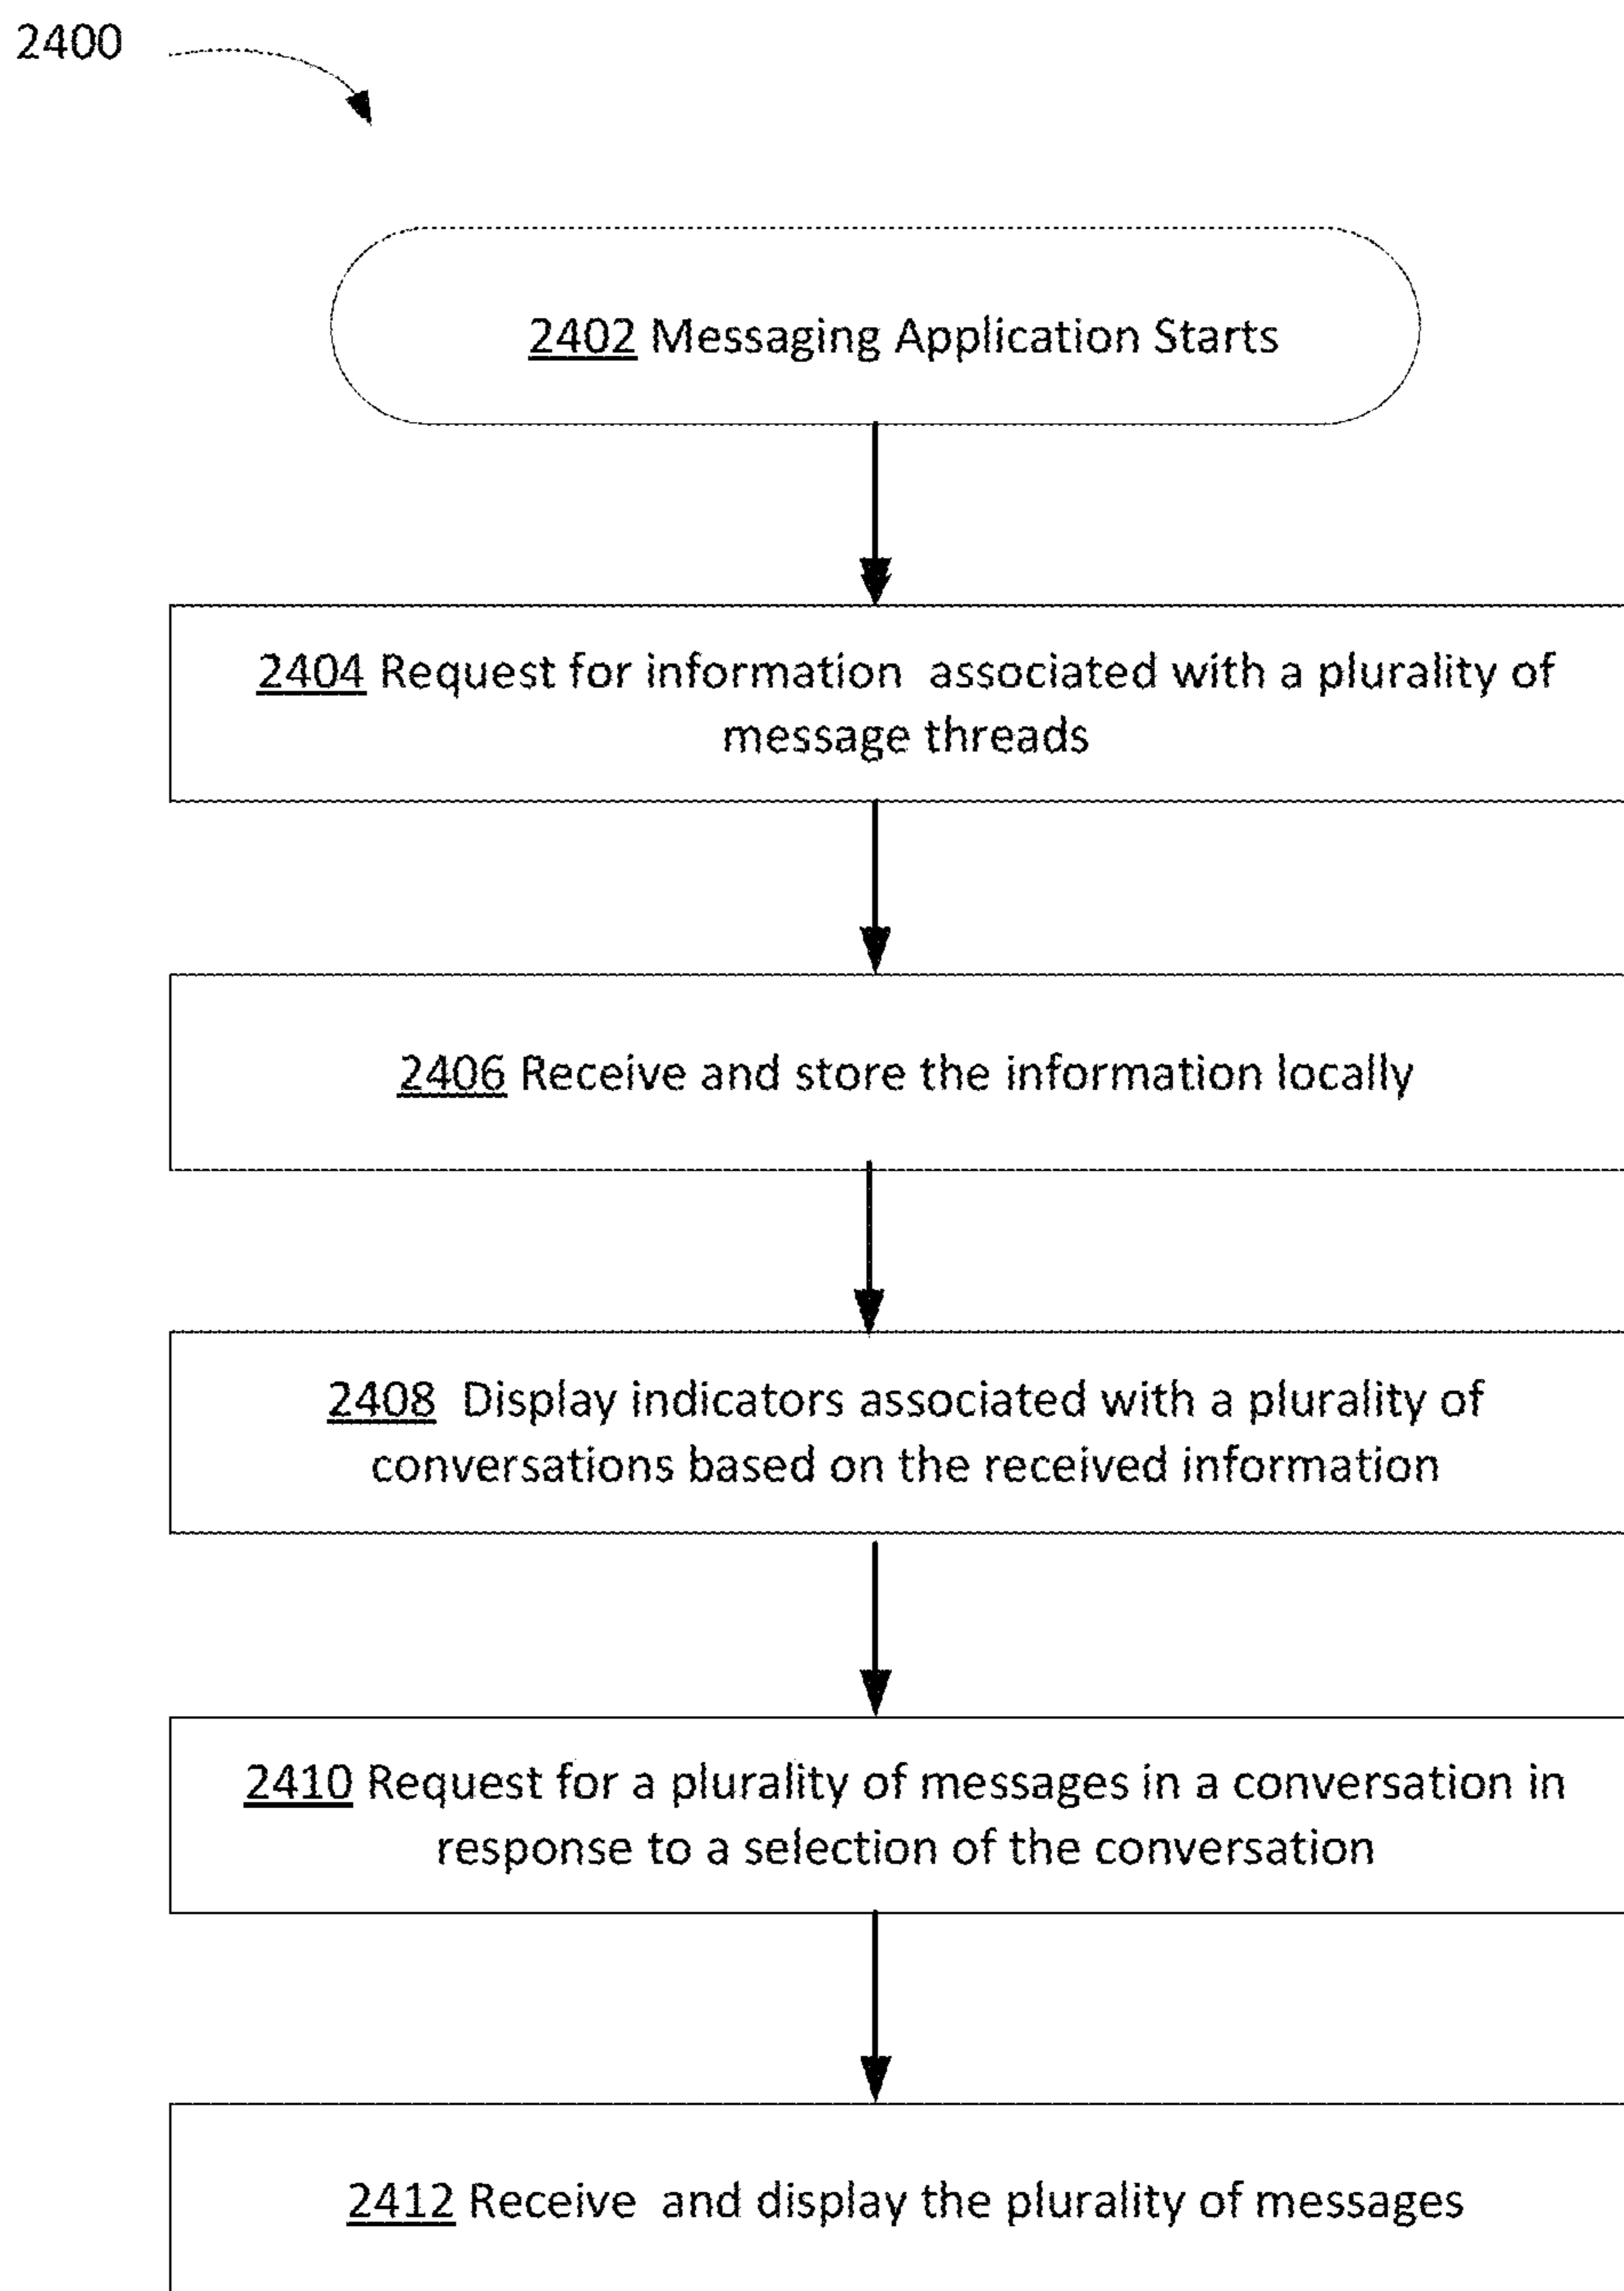 2400
2402 Messaging Application Starts
2404 Request for information associated with a plurality of
message threads
2406 Receive and store the information locally
2408 Display indicators associated with a plurality of
conversations based on the received information
2410 Request for a plurality of messages in a conversation in
response to a selection of the conversation
2412 Receive and display the plurality of messages